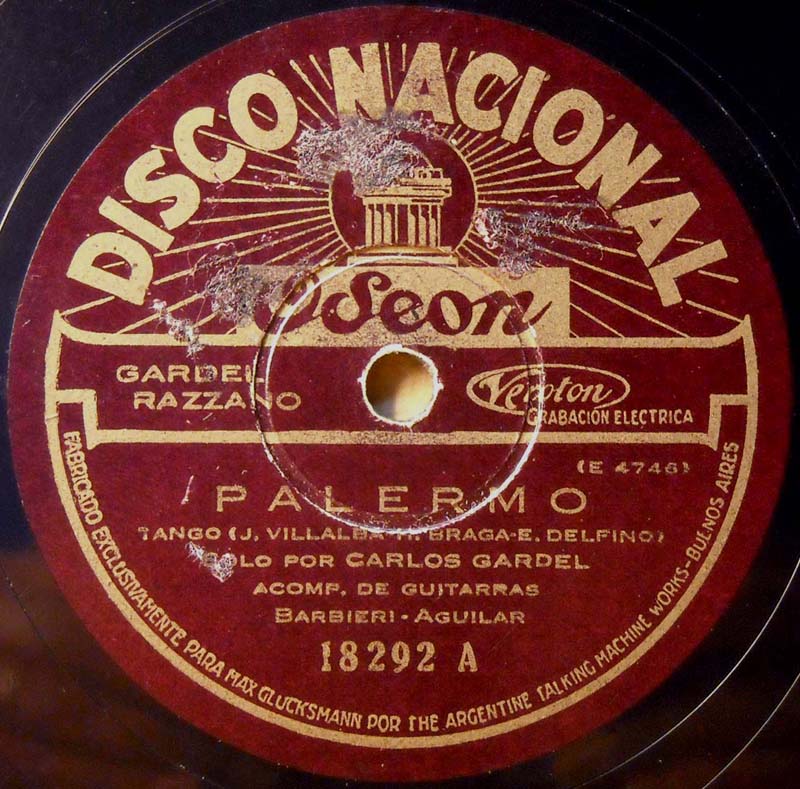 DISCO NACIONAL
Odeon
GARDEL
RAZZANO
Veroton
GRABACIÓN ELECTRICA
(E 4746)
PALERMO
TANGO (J. VILLALBA-H. BRAGA-E. DELFINO)
SOLO POR CARLOS GARDEL
ACOMP. DE GUITARRAS
BARBIERI - AGUILAR
18292 A
FABRICADO EXCLUSIVAMENTE PARA MAX GLUCKSMANN POR THE ARGENTINE TALKING MACHINE WORKS-BUENOS AIRES